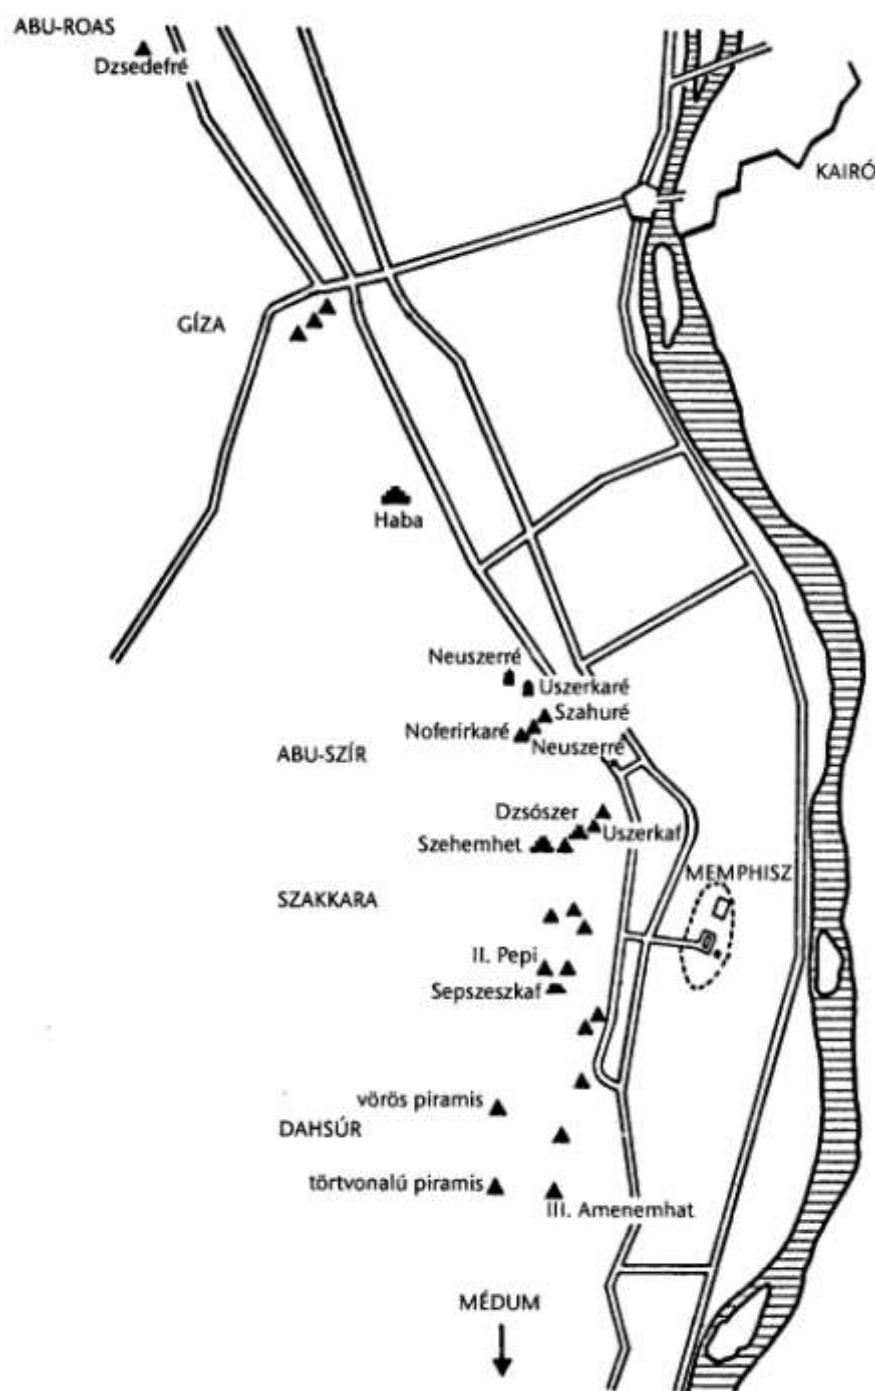 ABU-ROAS
Dzsedefré
KAIRÓ
GÍZA
Haba
Neuszerré
Uszerkaré
Szahuré
Noferirkaré
Neuszerré
ABU-SZÍR
Dzsószer
Uszerkaf
Szehemhet
MEMPHISZ
SZAKKARA
II. Pepi
Sepszeszkaf
vörös piramis
DAHSÚR
törtvonalú piramis
III. Amenemhat
MÉDUM